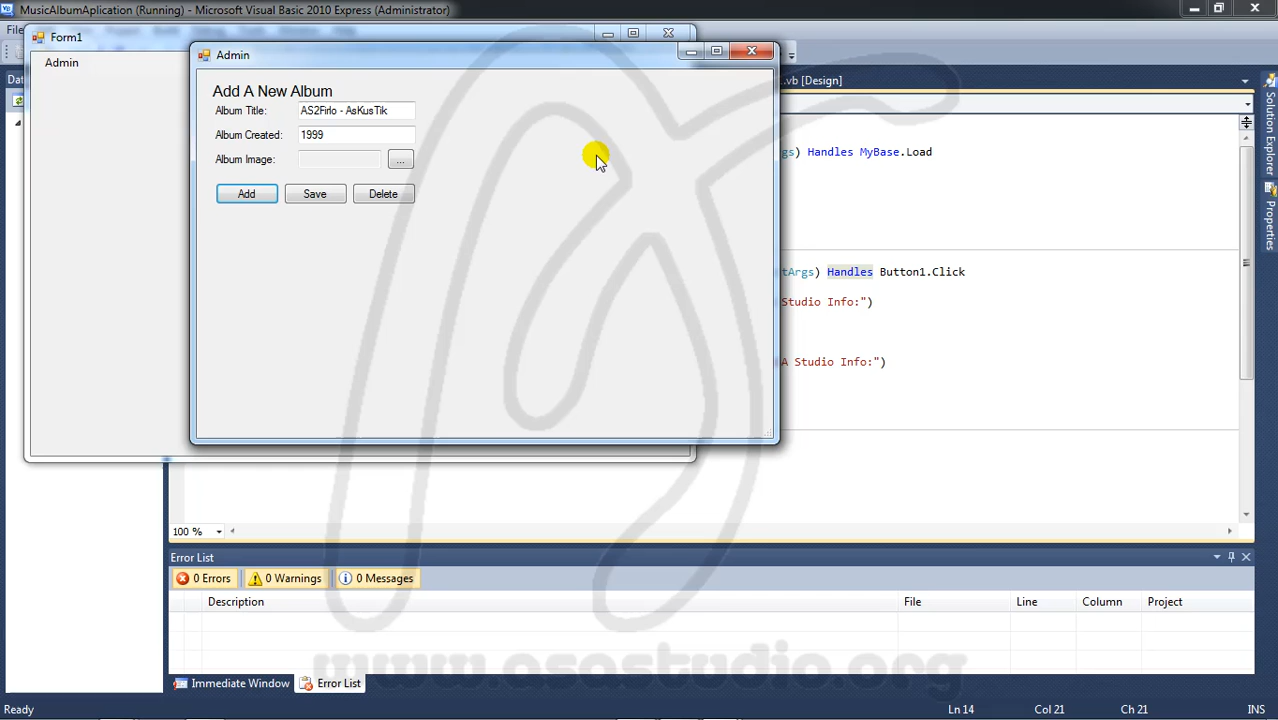 MusicAlbumAplication (Running) - Microsoft Visual Basic 2010 Express (Administrator)
Form1
Admin
Admin
.vb [Design]
Add A New Album
Album Title: AS2Firlo - AsKusTik
Album Created: 1999
Album Image: ...
Add Save Delete
gs) Handles MyBase.Load
tArgs) Handles Button1.Click
Studio Info:")
A Studio Info:")
Solution Explorer
Properties
100 %
Error List
0 Errors 0 Warnings 0 Messages
Description File Line Column Project
www.asastudio.org
Immediate Window Error List
Ready Ln 14 Col 21 Ch 21 INS